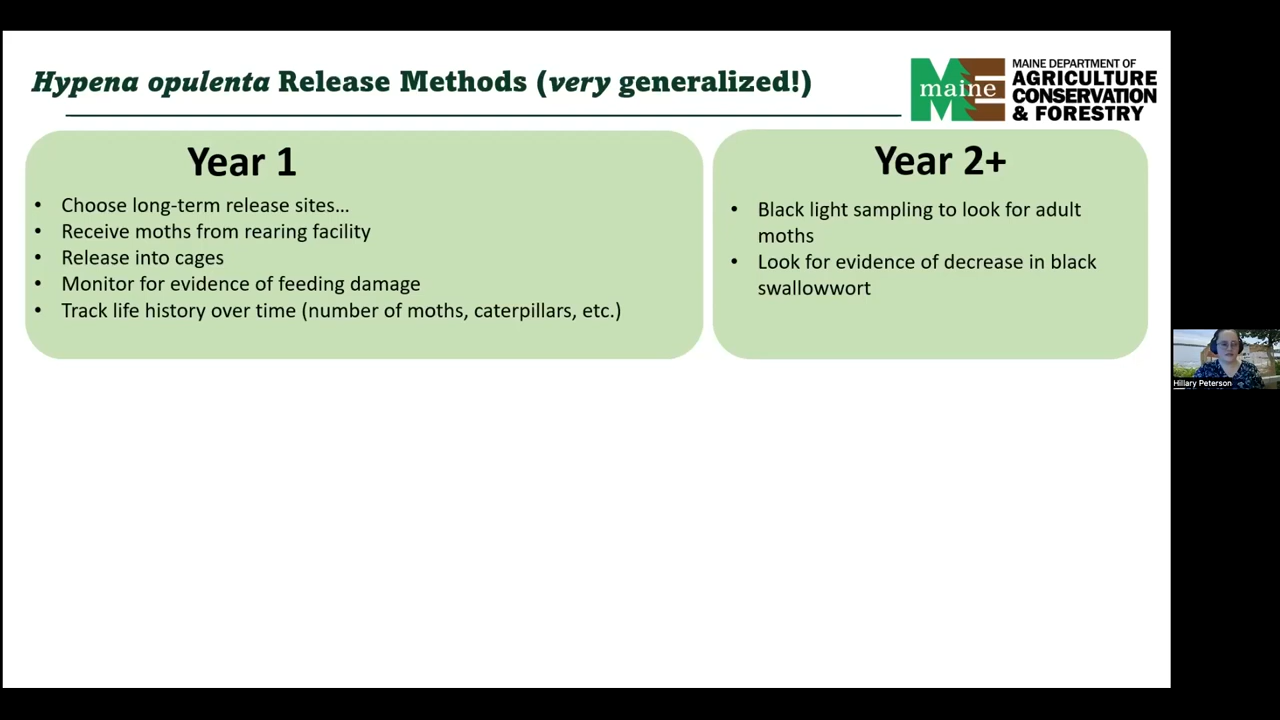 Hypena opulenta Release Methods (very generalized!)
maine
MAINE DEPARTMENT OF
AGRICULTURE
CONSERVATION
& FORESTRY
Year 1
• Choose long-term release sites…
• Receive moths from rearing facility
• Release into cages
• Monitor for evidence of feeding damage
• Track life history over time (number of moths, caterpillars, etc.)
Year 2+
• Black light sampling to look for adult
moths
• Look for evidence of decrease in black
swallowwort
Hillary Peterson